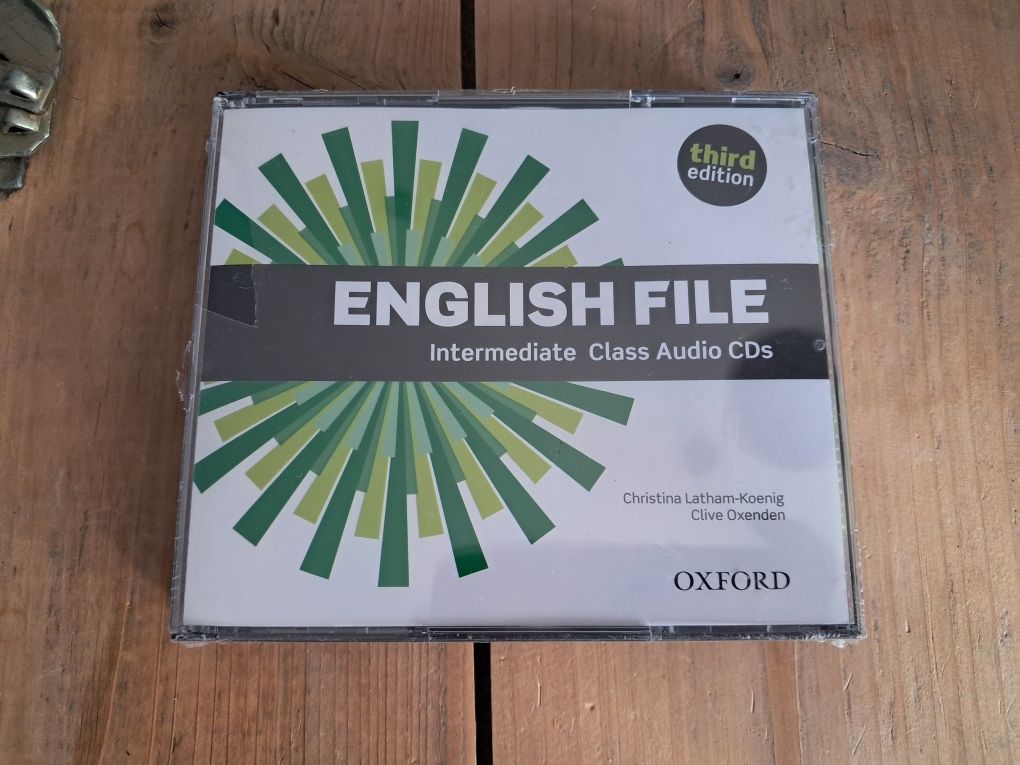 third
edition
ENGLISH FILE
Intermediate Class Audio CDs
Christina Latham-Koenig
Clive Oxenden
OXFORD